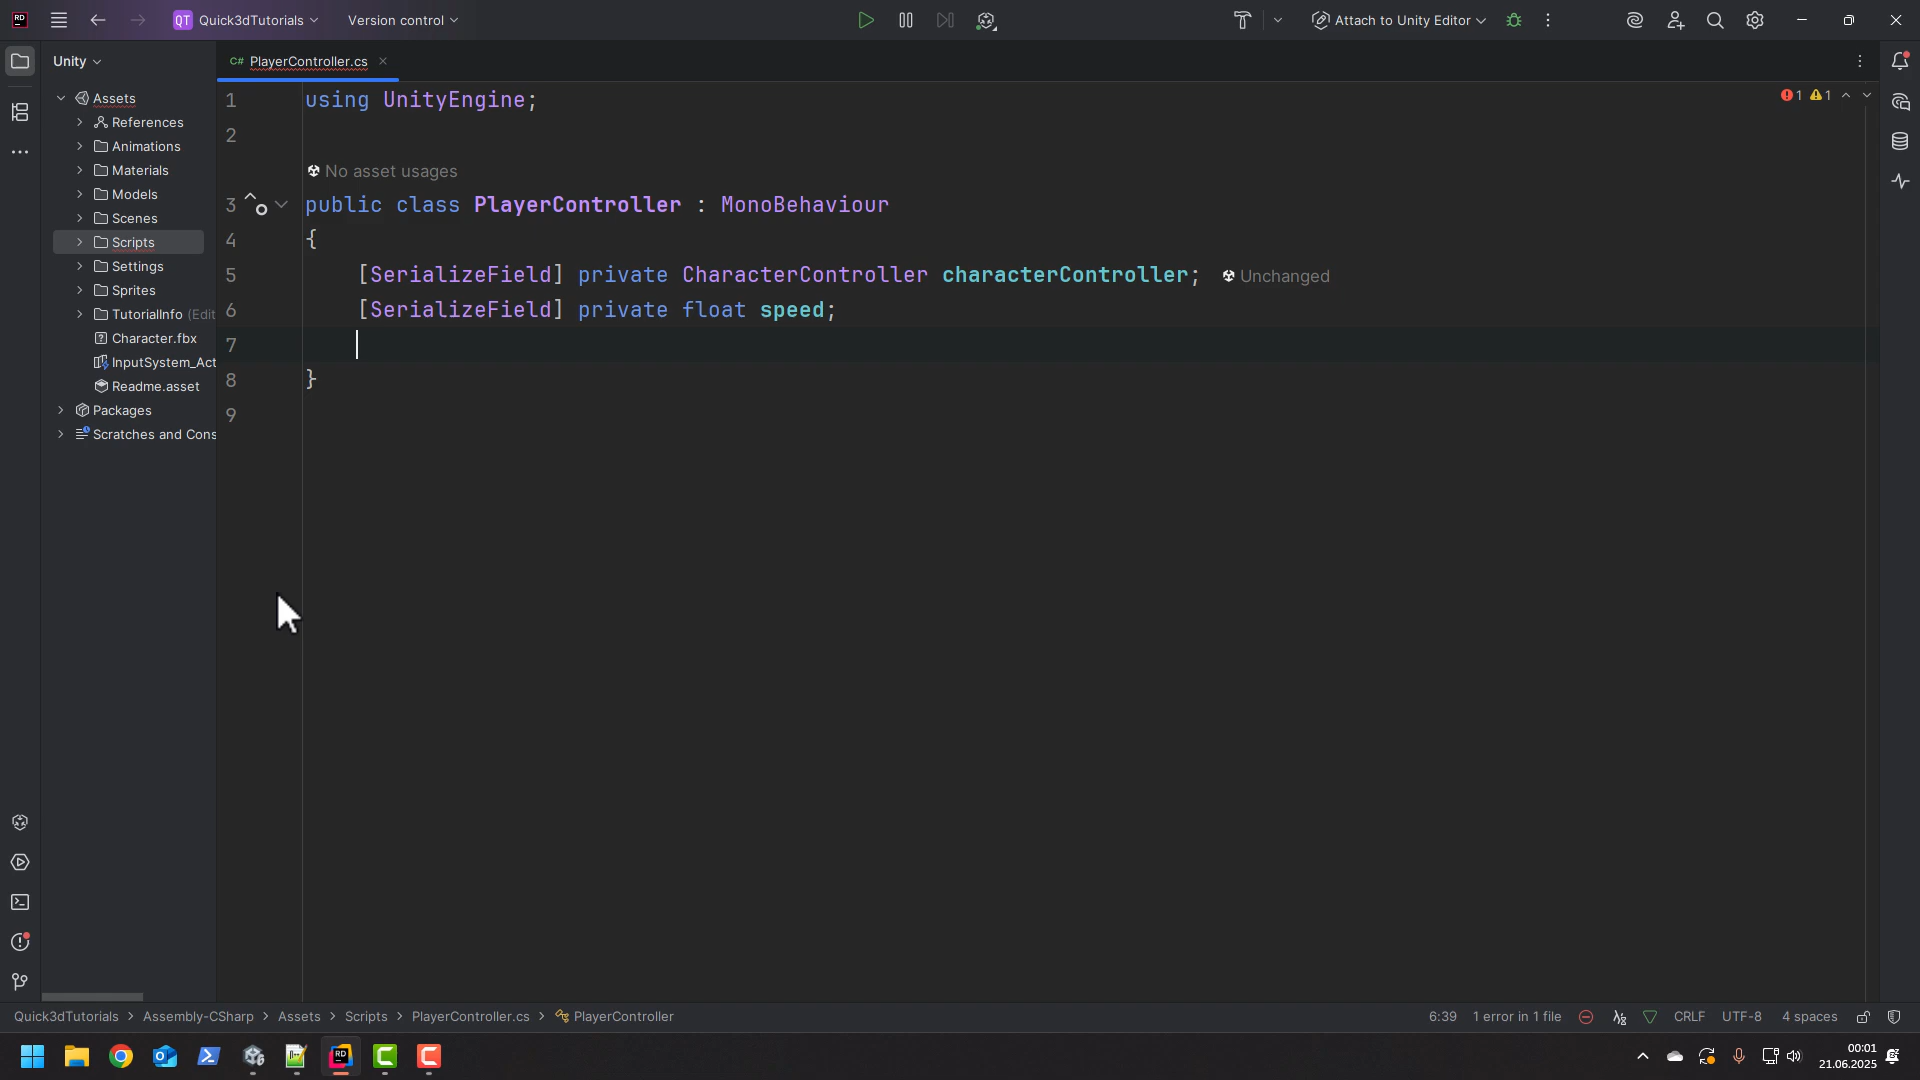 RD
QT Quick3dTutorials
Version control
Attach to Unity Editor
Unity
C# PlayerController.cs
Assets
References
Animations
Materials
Models
Scenes
Scripts
Settings
Sprites
TutorialInfo (Edit
Character.fbx
InputSystem_Act
Readme.asset
Packages
Scratches and Cons
1 1
1 using UnityEngine;
2
No asset usages
3 public class PlayerController : MonoBehaviour
4 {
5 [SerializeField] private CharacterController characterController; Unchanged
6 [SerializeField] private float speed;
7
8 }
9
Quick3dTutorials > Assembly-CSharp > Assets > Scripts > PlayerController.cs > PlayerController
6:39 1 error in 1 file CRLF UTF-8 4 spaces
RD
00:01
21.06.2025